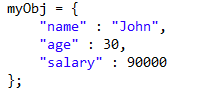 myObj = {
    "name" : "John",
    "age" : 30,
    "salary" : 90000
};